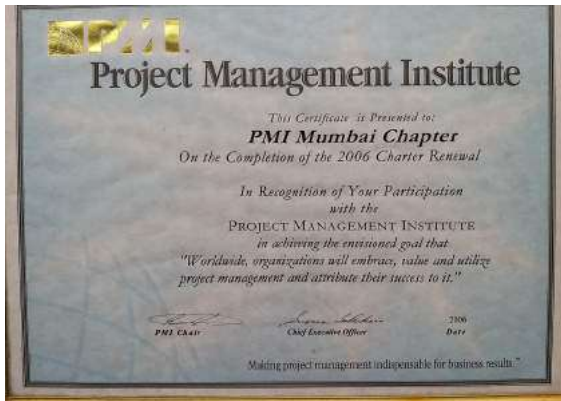 PMI.
Project Management Institute
This Certificate is Presented to:
PMI Mumbai Chapter
On the Completion of the 2006 Charter Renewal
In Recognition of Your Participation
with the
PROJECT MANAGEMENT INSTITUTE
in achieving the envisioned goal that
"Worldwide, organizations will embrace, value and utilize
project management and attribute their success to it."
PMI Chair
Chief Executive Officer
2006
Date
Making project management indispensable for business results.